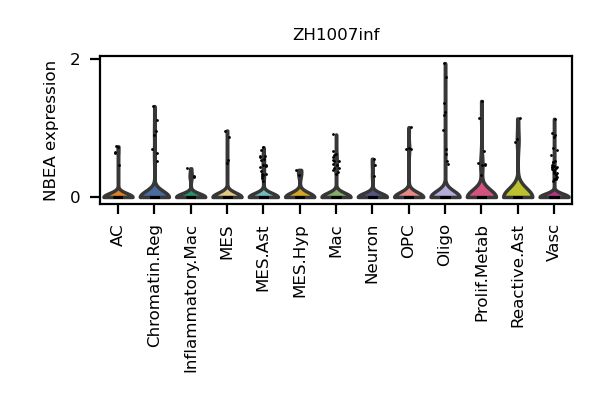 ZH1007inf
NBEA expression
2
0
AC
Chromatin.Reg
Inflammatory.Mac
MES
MES.Ast
MES.Hyp
Mac
Neuron
OPC
Oligo
Prolif.Metab
Reactive.Ast
Vasc